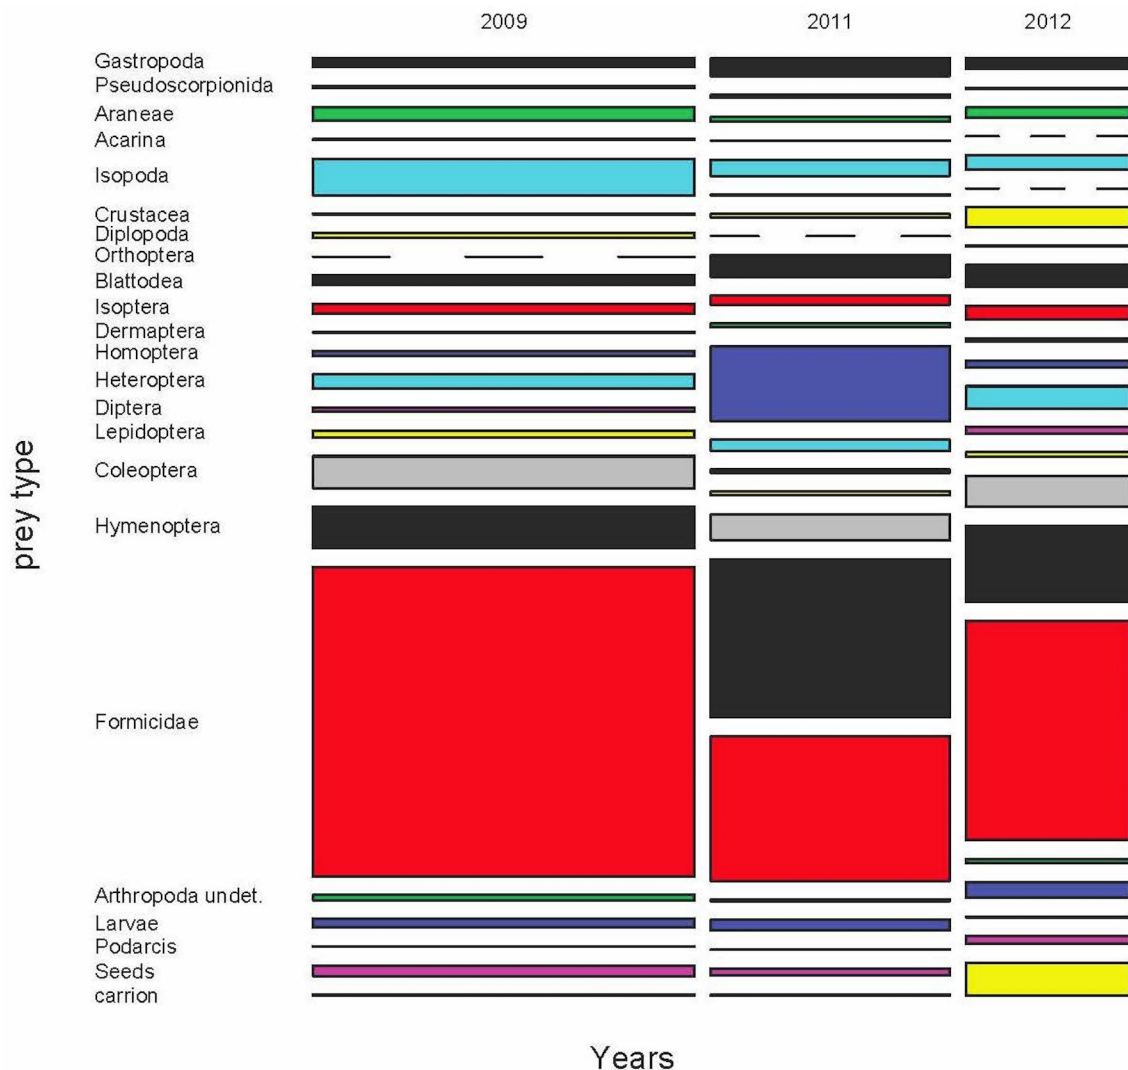 2009 2011 2012
Gastropoda
Pseudoscorpionida
Araneae
Acarina
Isopoda
Crustacea
Diplopoda
Orthoptera
Blattodea
Isoptera
Dermaptera
Homoptera
Heteroptera
Diptera
Lepidoptera
Coleoptera
Hymenoptera
Formicidae
Arthropoda undet.
Larvae
Podarcis
Seeds
carrion
prey type
Years